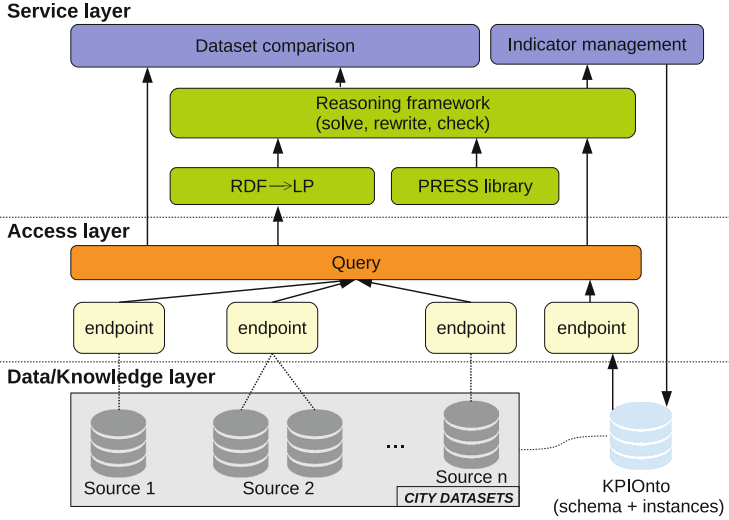 Service layer
Dataset comparison
Indicator management
Reasoning framework
(solve, rewrite, check)
RDF→LP
PRESS library
Access layer
Query
endpoint
endpoint
endpoint
endpoint
Data/Knowledge layer
...
Source 1
Source 2
Source n
CITY DATASETS
KPIOnto
(schema + instances)